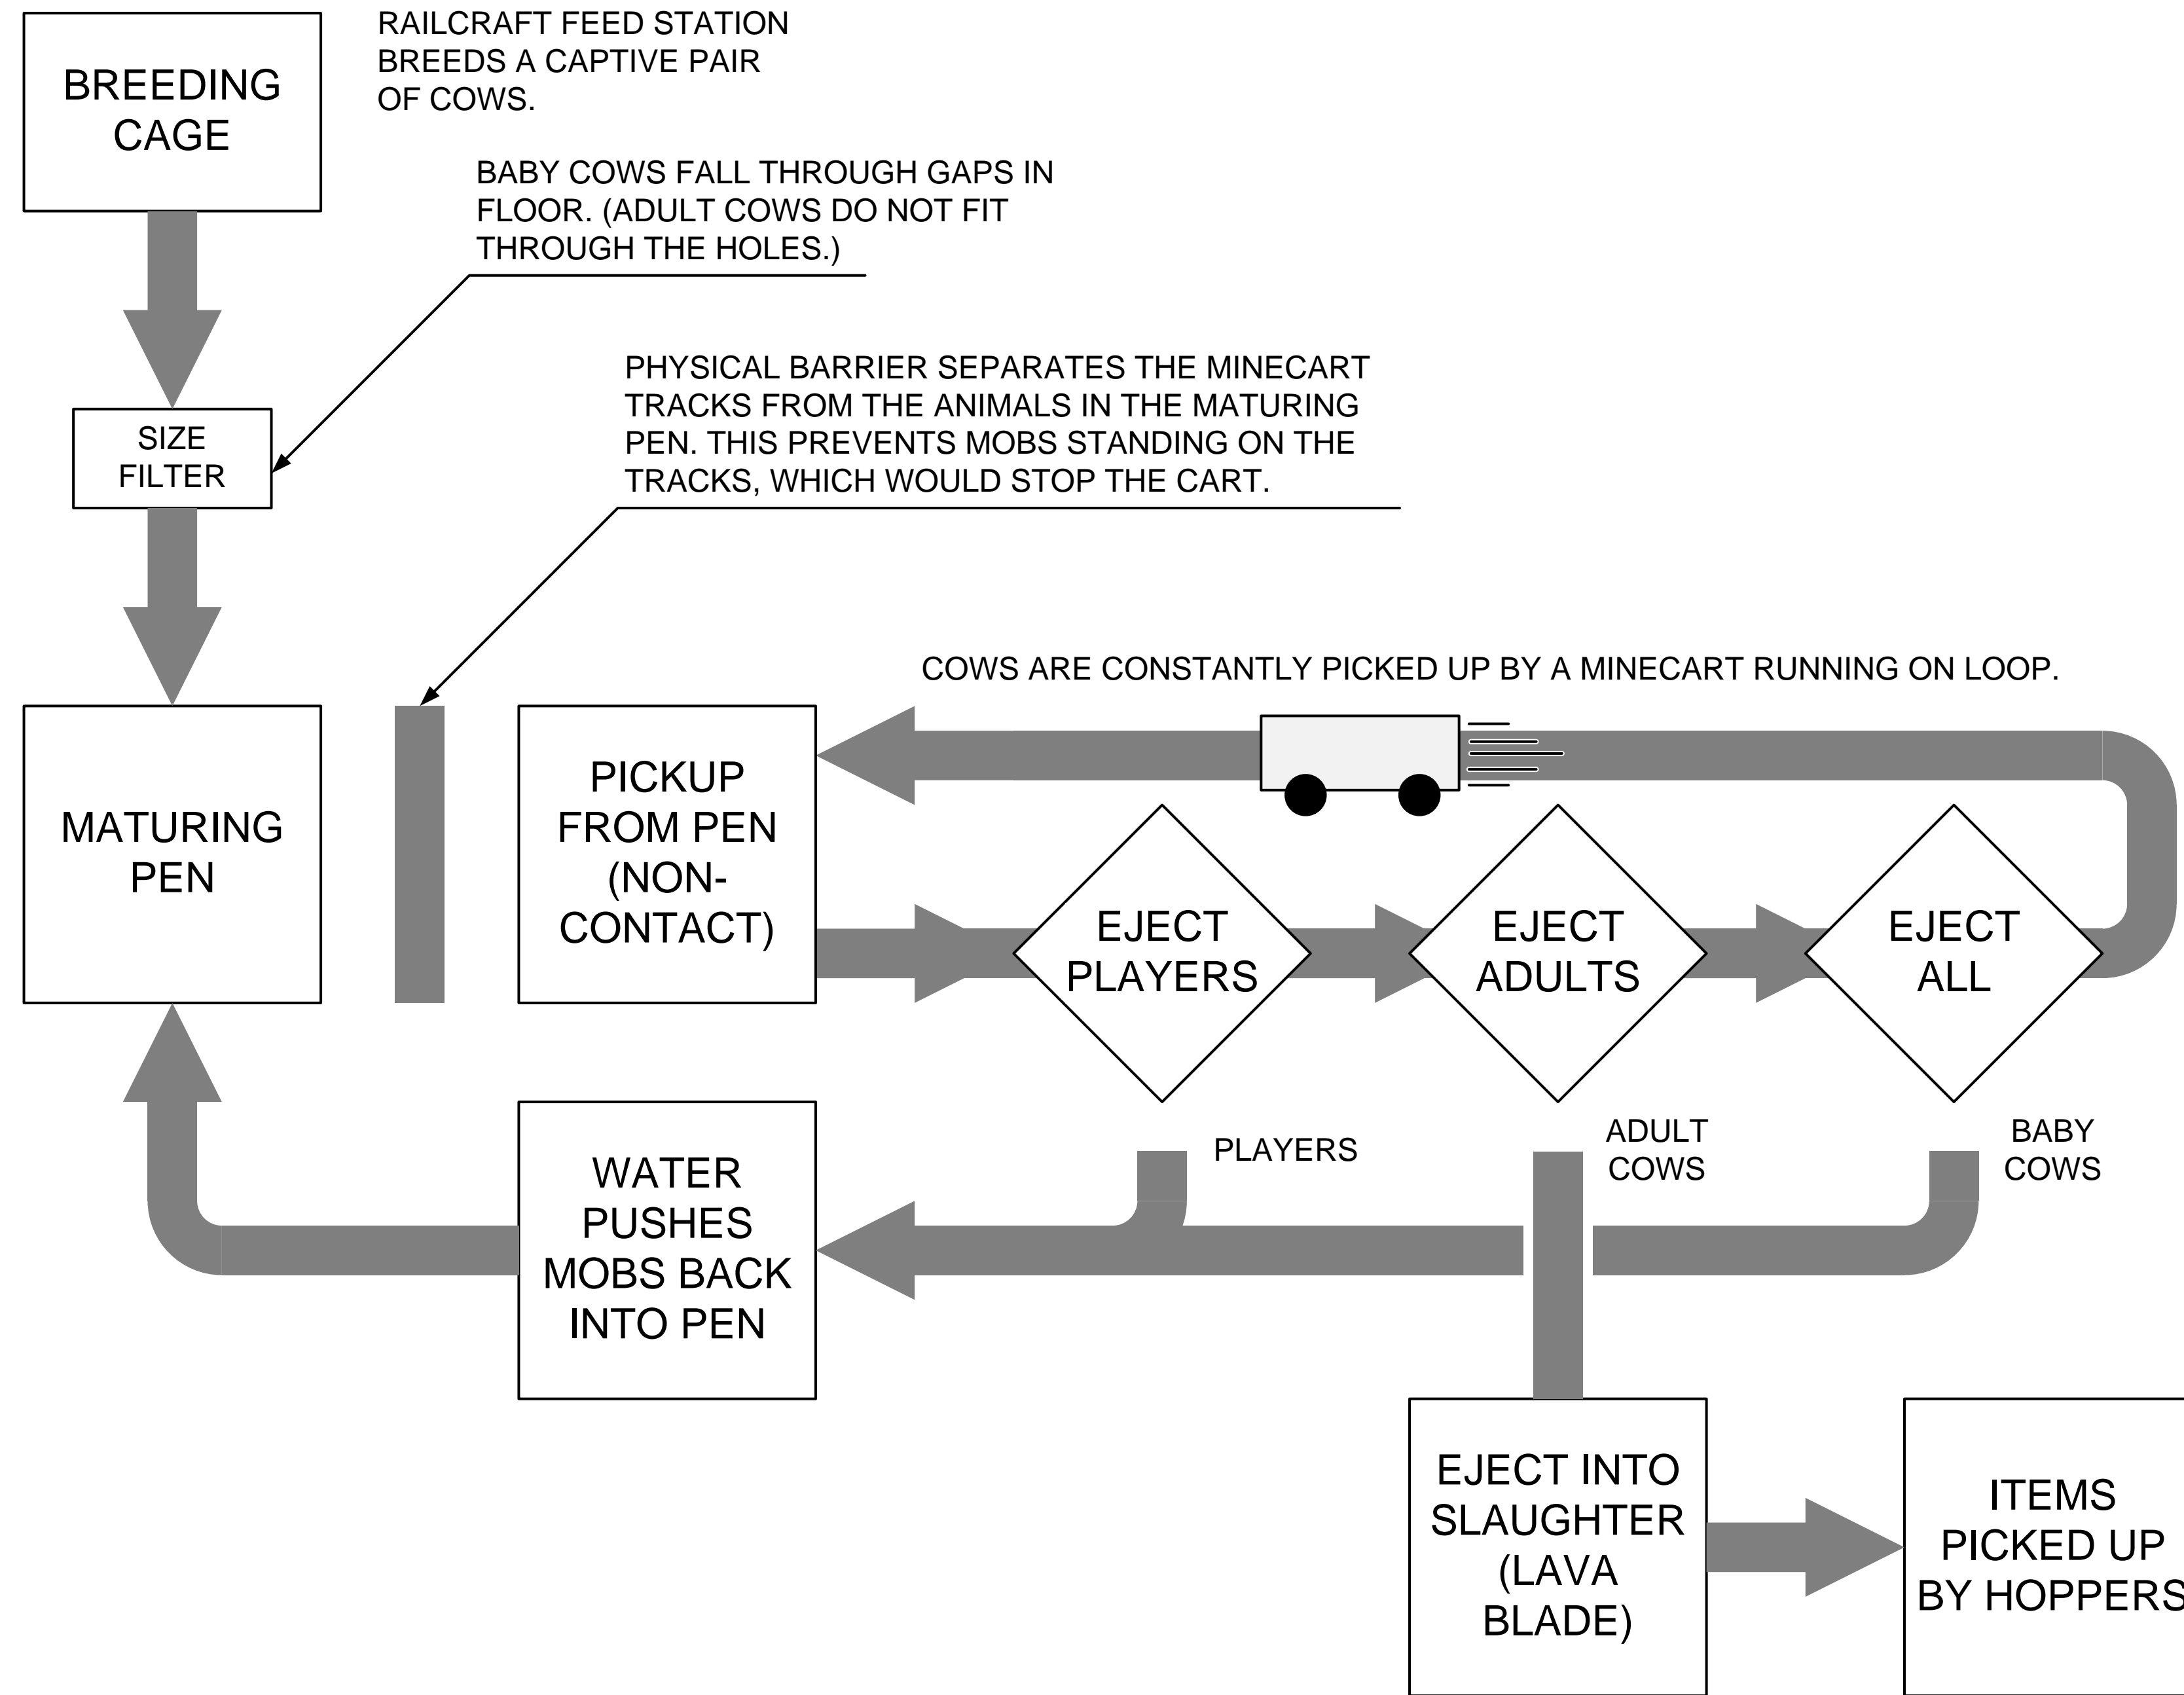 BREEDING
CAGE
RAILCRAFT FEED STATION
BREEDS A CAPTIVE PAIR
OF COWS.
BABY COWS FALL THROUGH GAPS IN
FLOOR. (ADULT COWS DO NOT FIT
THROUGH THE HOLES.)
SIZE
FILTER
PHYSICAL BARRIER SEPARATES THE MINECART
TRACKS FROM THE ANIMALS IN THE MATURING
PEN. THIS PREVENTS MOBS STANDING ON THE
TRACKS, WHICH WOULD STOP THE CART.
COWS ARE CONSTANTLY PICKED UP BY A MINECART RUNNING ON LOOP.
MATURING
PEN
PICKUP
FROM PEN
(NON-
CONTACT)
EJECT
PLAYERS
EJECT
ADULTS
EJECT
ALL
PLAYERS
ADULT
COWS
BABY
COWS
WATER
PUSHES
MOBS BACK
INTO PEN
EJECT INTO
SLAUGHTER
(LAVA
BLADE)
ITEMS
PICKED UP
BY HOPPERS